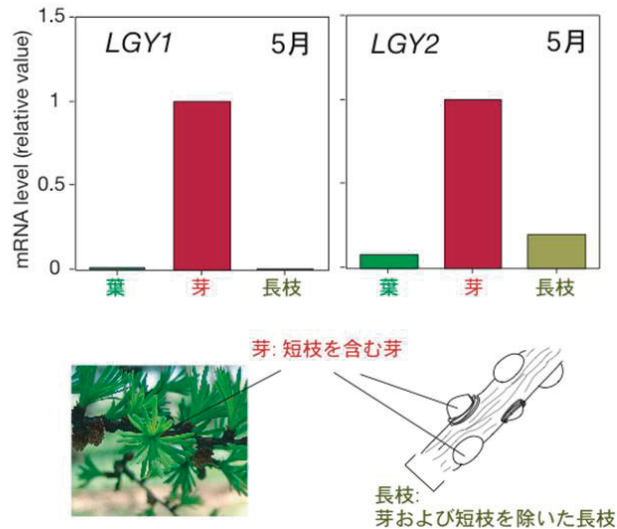 LGY1 5月
LGY2 5月
mRNA level (relative value)
1.5
1
0.5
0
葉 芽 長枝
葉 芽 長枝
芽: 短枝を含む芽
長枝:
芽および短枝を除いた長枝